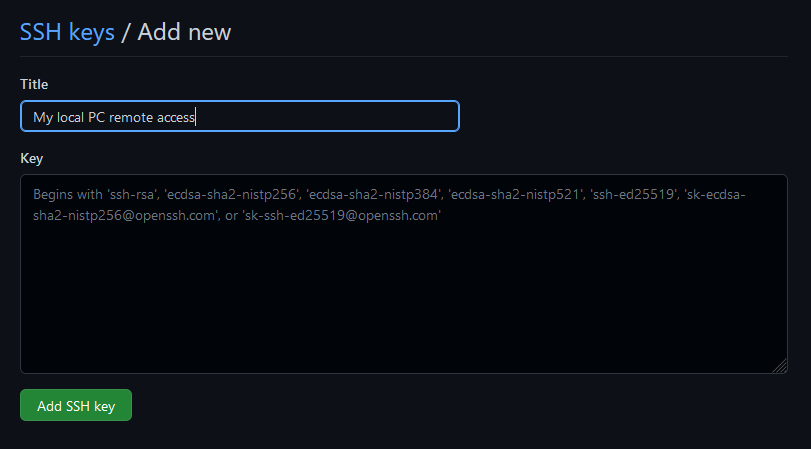 SSH keys / Add new
Title
My local PC remote access
Key
Begins with 'ssh-rsa', 'ecdsa-sha2-nistp256', 'ecdsa-sha2-nistp384', 'ecdsa-sha2-nistp521', 'ssh-ed25519', 'sk-ecdsa-
sha2-nistp256@openssh.com', or 'sk-ssh-ed25519@openssh.com'
Add SSH key